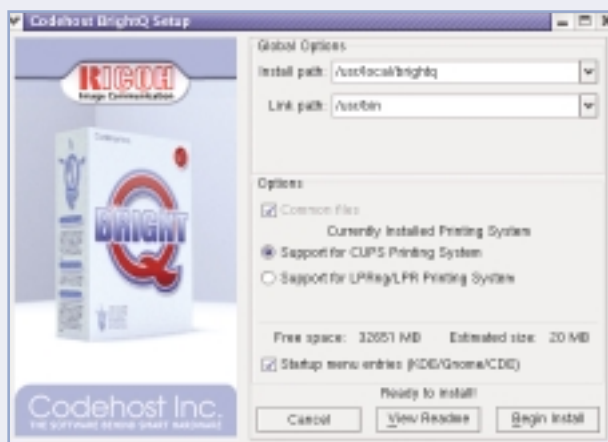 Codehost BrightQ Setup
RICOH
Image Communication
BRIGHT
Q
Codehost Inc.
THE SOFTWARE BEHIND SMART HARDWARE
Global Options
Install path: /usr/local/brightq
Link path: /usr/bin
Options
Common files
Currently Installed Printing System
Support for CUPS Printing System
Support for LPRng/LPR Printing System
Free space: 32651 MB Estimated size: 20 MB
Startup menu entries (KDE/Gnome/CDE)
Ready to install!
Cancel View Readme Begin Install